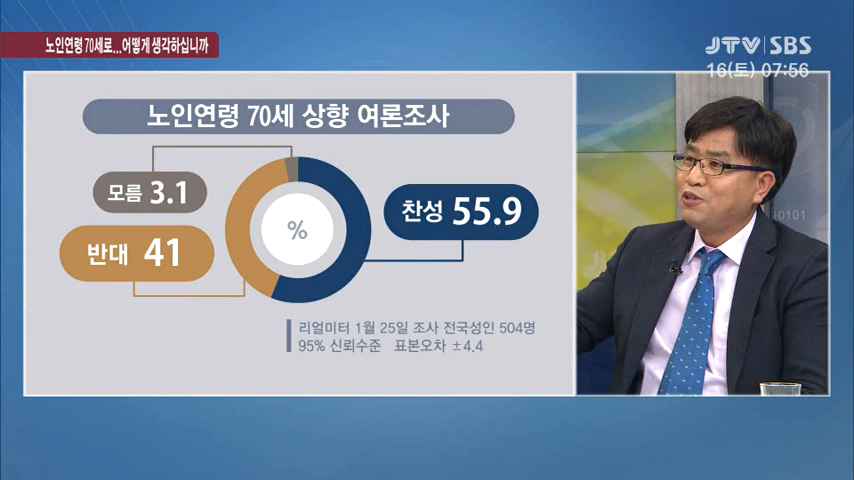 노인연령 70세로...어떻게 생각하십니까
JTV SBS
16(토) 07:56
노인연령 70세 상향 여론조사
모름 3.1
찬성 55.9
반대 41
%
리얼미터 1월 25일 조사 전국성인 504명
95% 신뢰수준 표본오차 ±4.4
10101